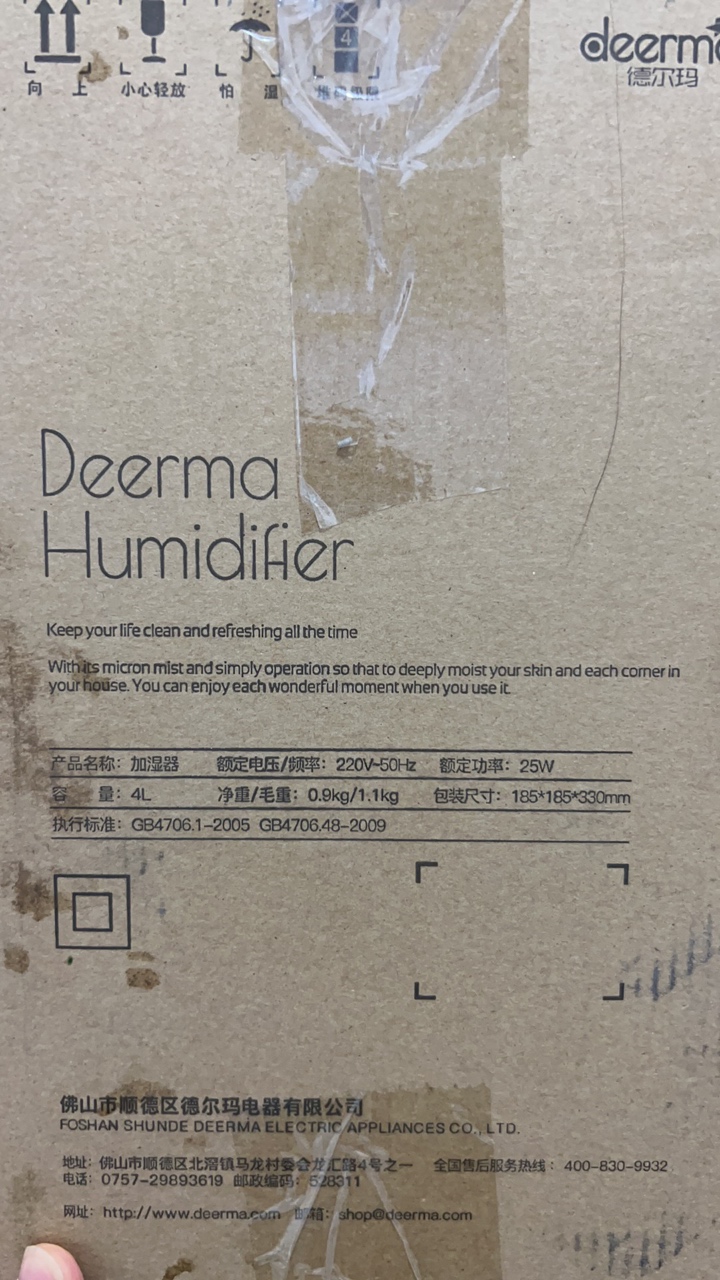 4
deerma
德尔玛
向 上 小心轻放 怕 湿 堆码极限
Deerma
Humidifier
Keep your life clean and refreshing all the time
With its micron mist and simply operation so that to deeply moist your skin and each corner in
your house. You can enjoy each wonderful moment when you use it.
产品名称：加湿器 额定电压/频率：220V~50Hz 额定功率：25W
容 量：4L 净重/毛重：0.9kg/1.1kg 包装尺寸：185*185*330mm
执行标准：GB4706.1-2005 GB4706.48-2009
佛山市顺德区德尔玛电器有限公司
FOSHAN SHUNDE DEERMA ELECTRIC APPLIANCES CO., LTD.
地址：佛山市顺德区北滘镇马龙村委会龙汇路4号之一 全国售后服务热线：400-830-9932
电话：0757-29893619 邮政编码：528311
网址：http://www.deerma.com 邮箱：shop@deerma.com